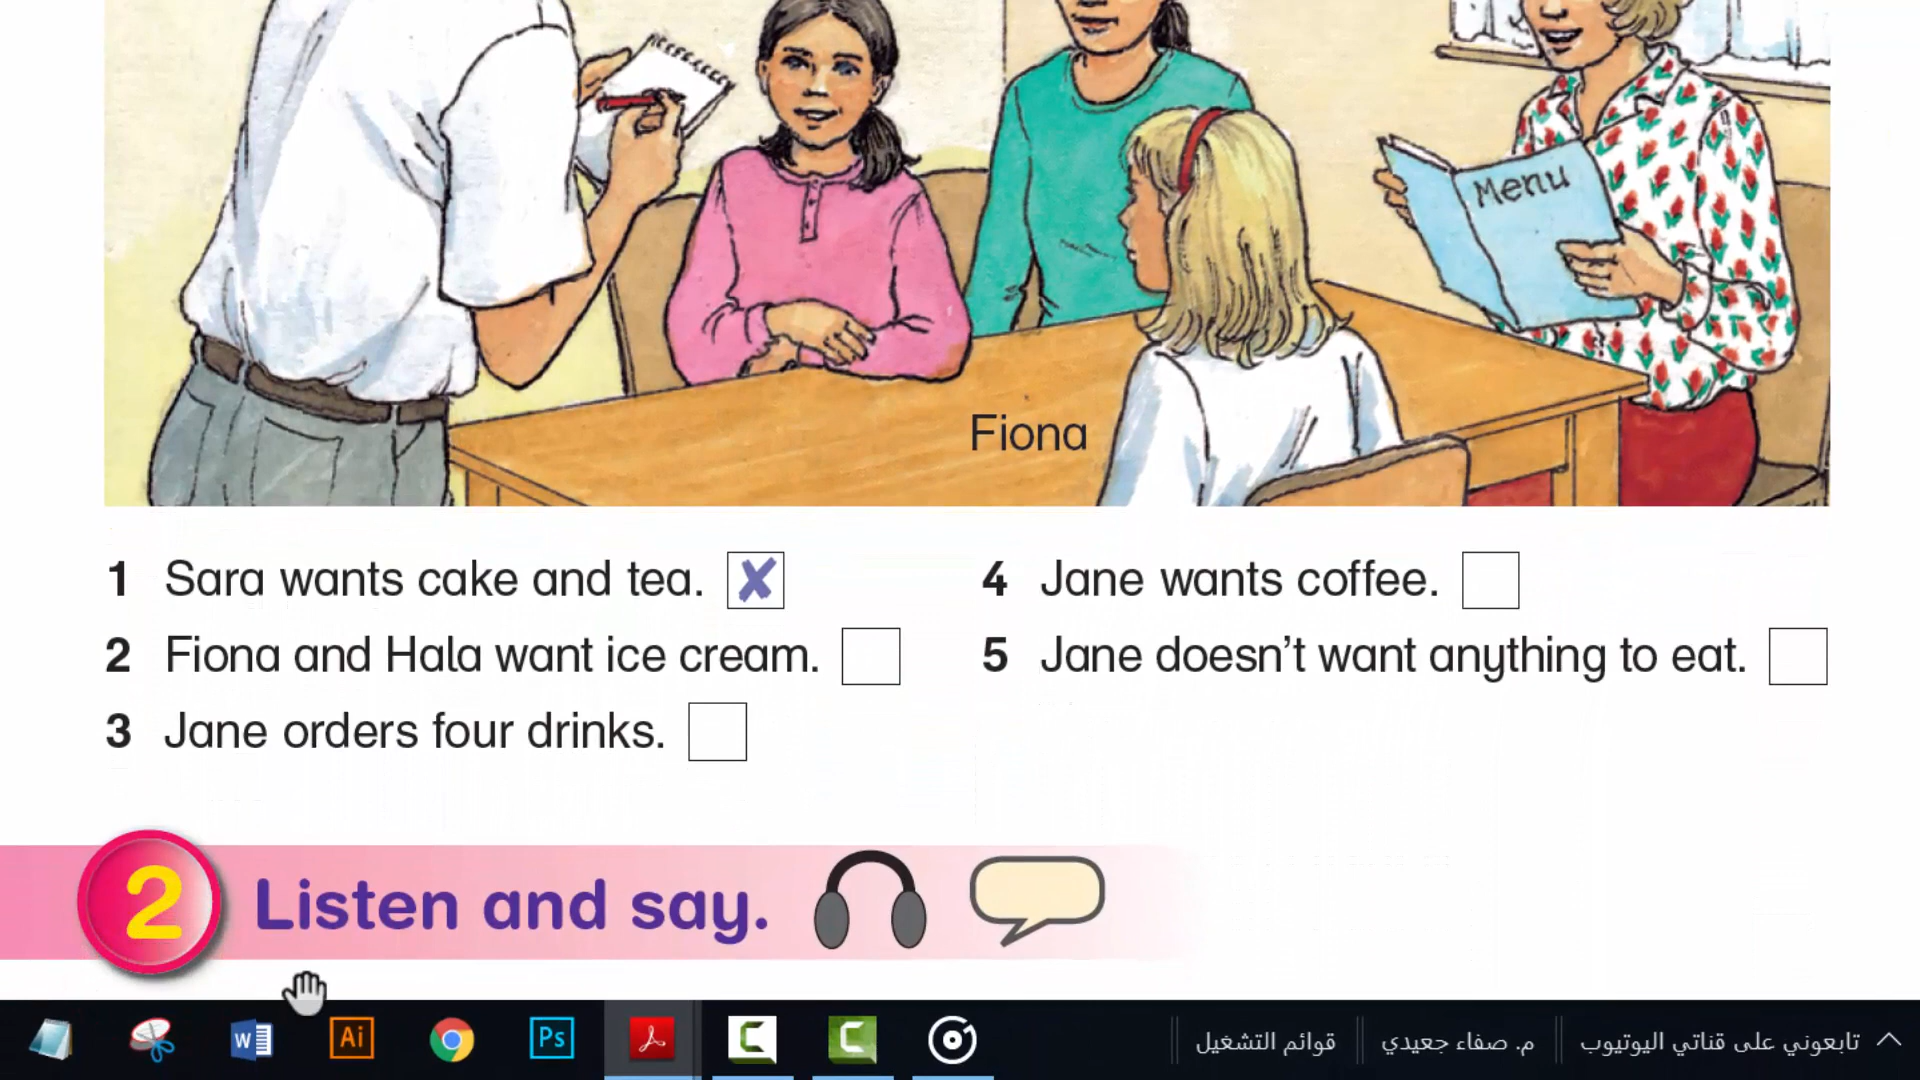 Menu
Fiona
1 Sara wants cake and tea. ✘
2 Fiona and Hala want ice cream.
3 Jane orders four drinks.
4 Jane wants coffee.
5 Jane doesn't want anything to eat.
2 Listen and say.
W
Ai
Ps
قوائم التشغيل
م. صفاء جعيدي
تابعوني على قناتي اليوتيوب